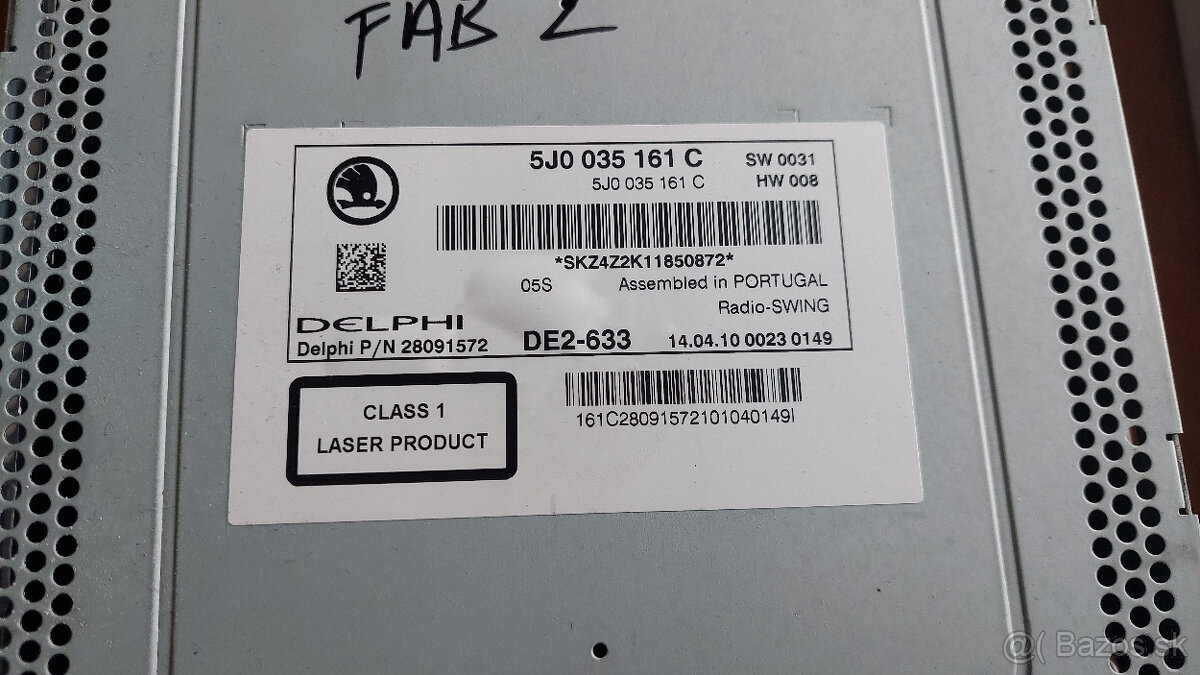 FAB 2
5J0 035 161 C SW 0031
5J0 035 161 C HW 008
*SKZ4Z2K11850872*
05S Assembled in PORTUGAL
Radio-SWING
DELPHI
Delphi P/N 28091572 DE2-633 14.04.10 0023 0149
CLASS 1
LASER PRODUCT
161C28091572101040149I
@( Bazos.sk